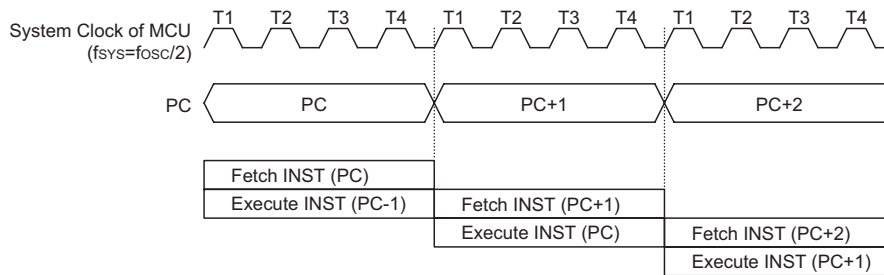 T1 T2 T3 T4 T1 T2 T3 T4 T1 T2 T3 T4
System Clock of MCU
(fSYS=fOSC/2)
PC PC PC+1 PC+2
Fetch INST (PC)
Execute INST (PC-1) Fetch INST (PC+1)
Execute INST (PC) Fetch INST (PC+2)
Execute INST (PC+1)